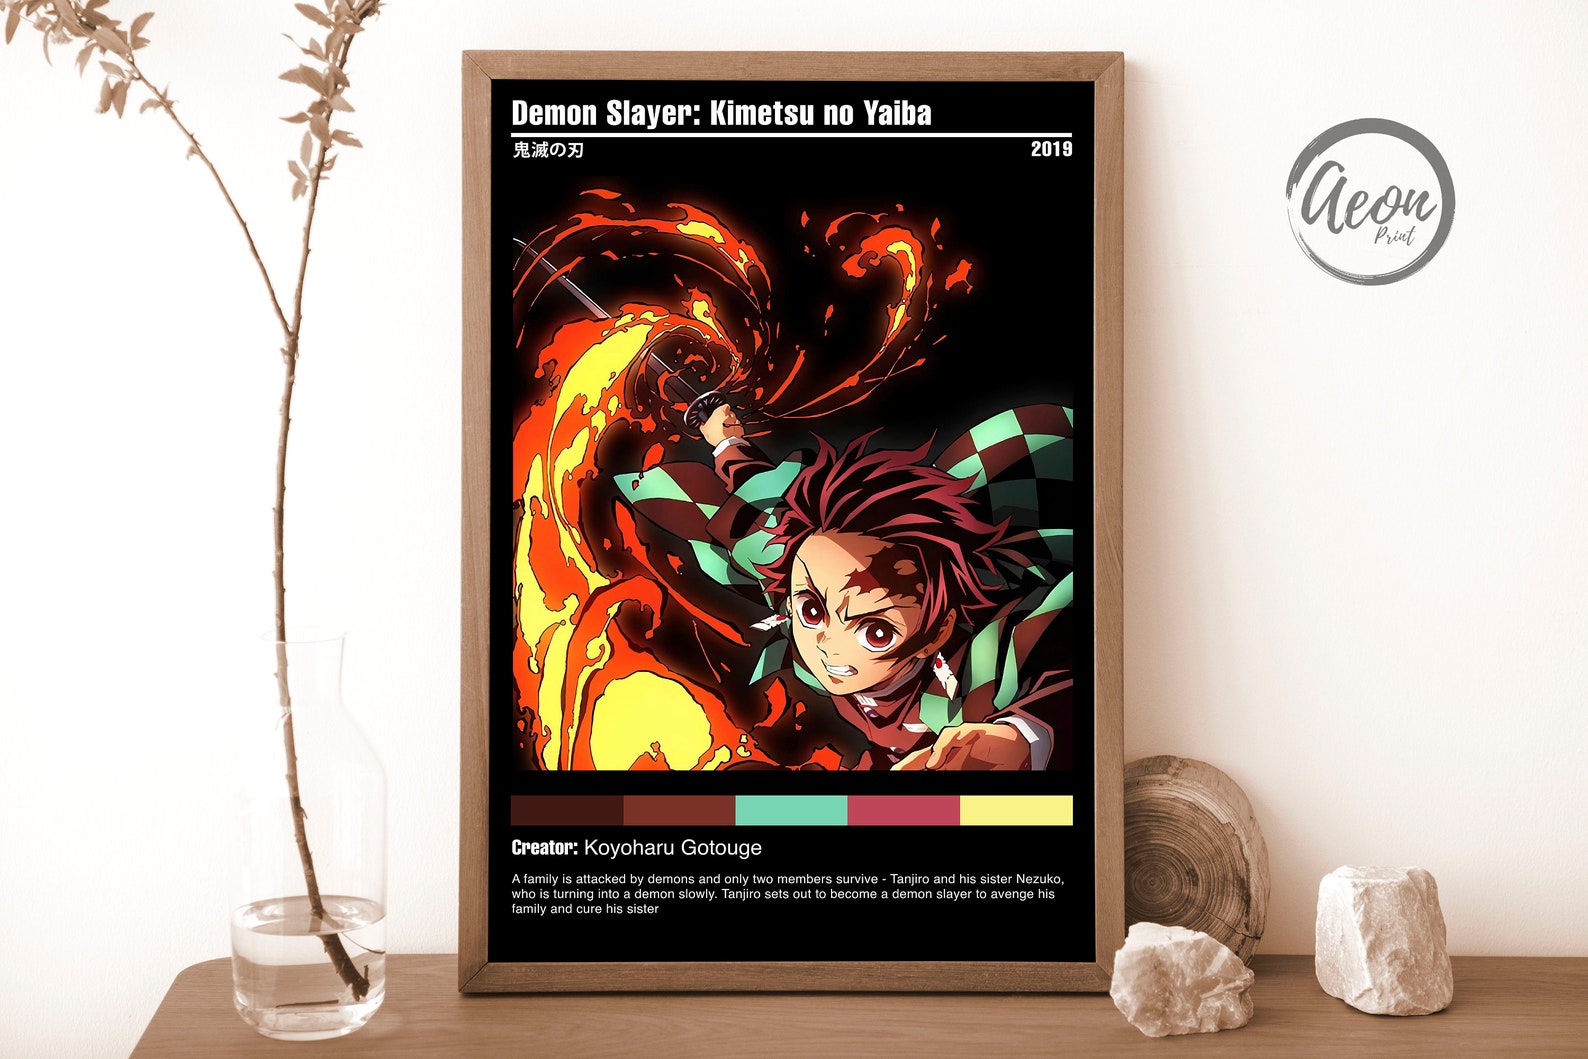 Demon Slayer: Kimetsu no Yaiba
鬼滅の刃 2019
Aeon
Print
Creator: Koyoharu Gotouge
A family is attacked by demons and only two members survive - Tanjiro and his sister Nezuko,
who is turning into a demon slowly. Tanjiro sets out to become a demon slayer to avenge his
family and cure his sister